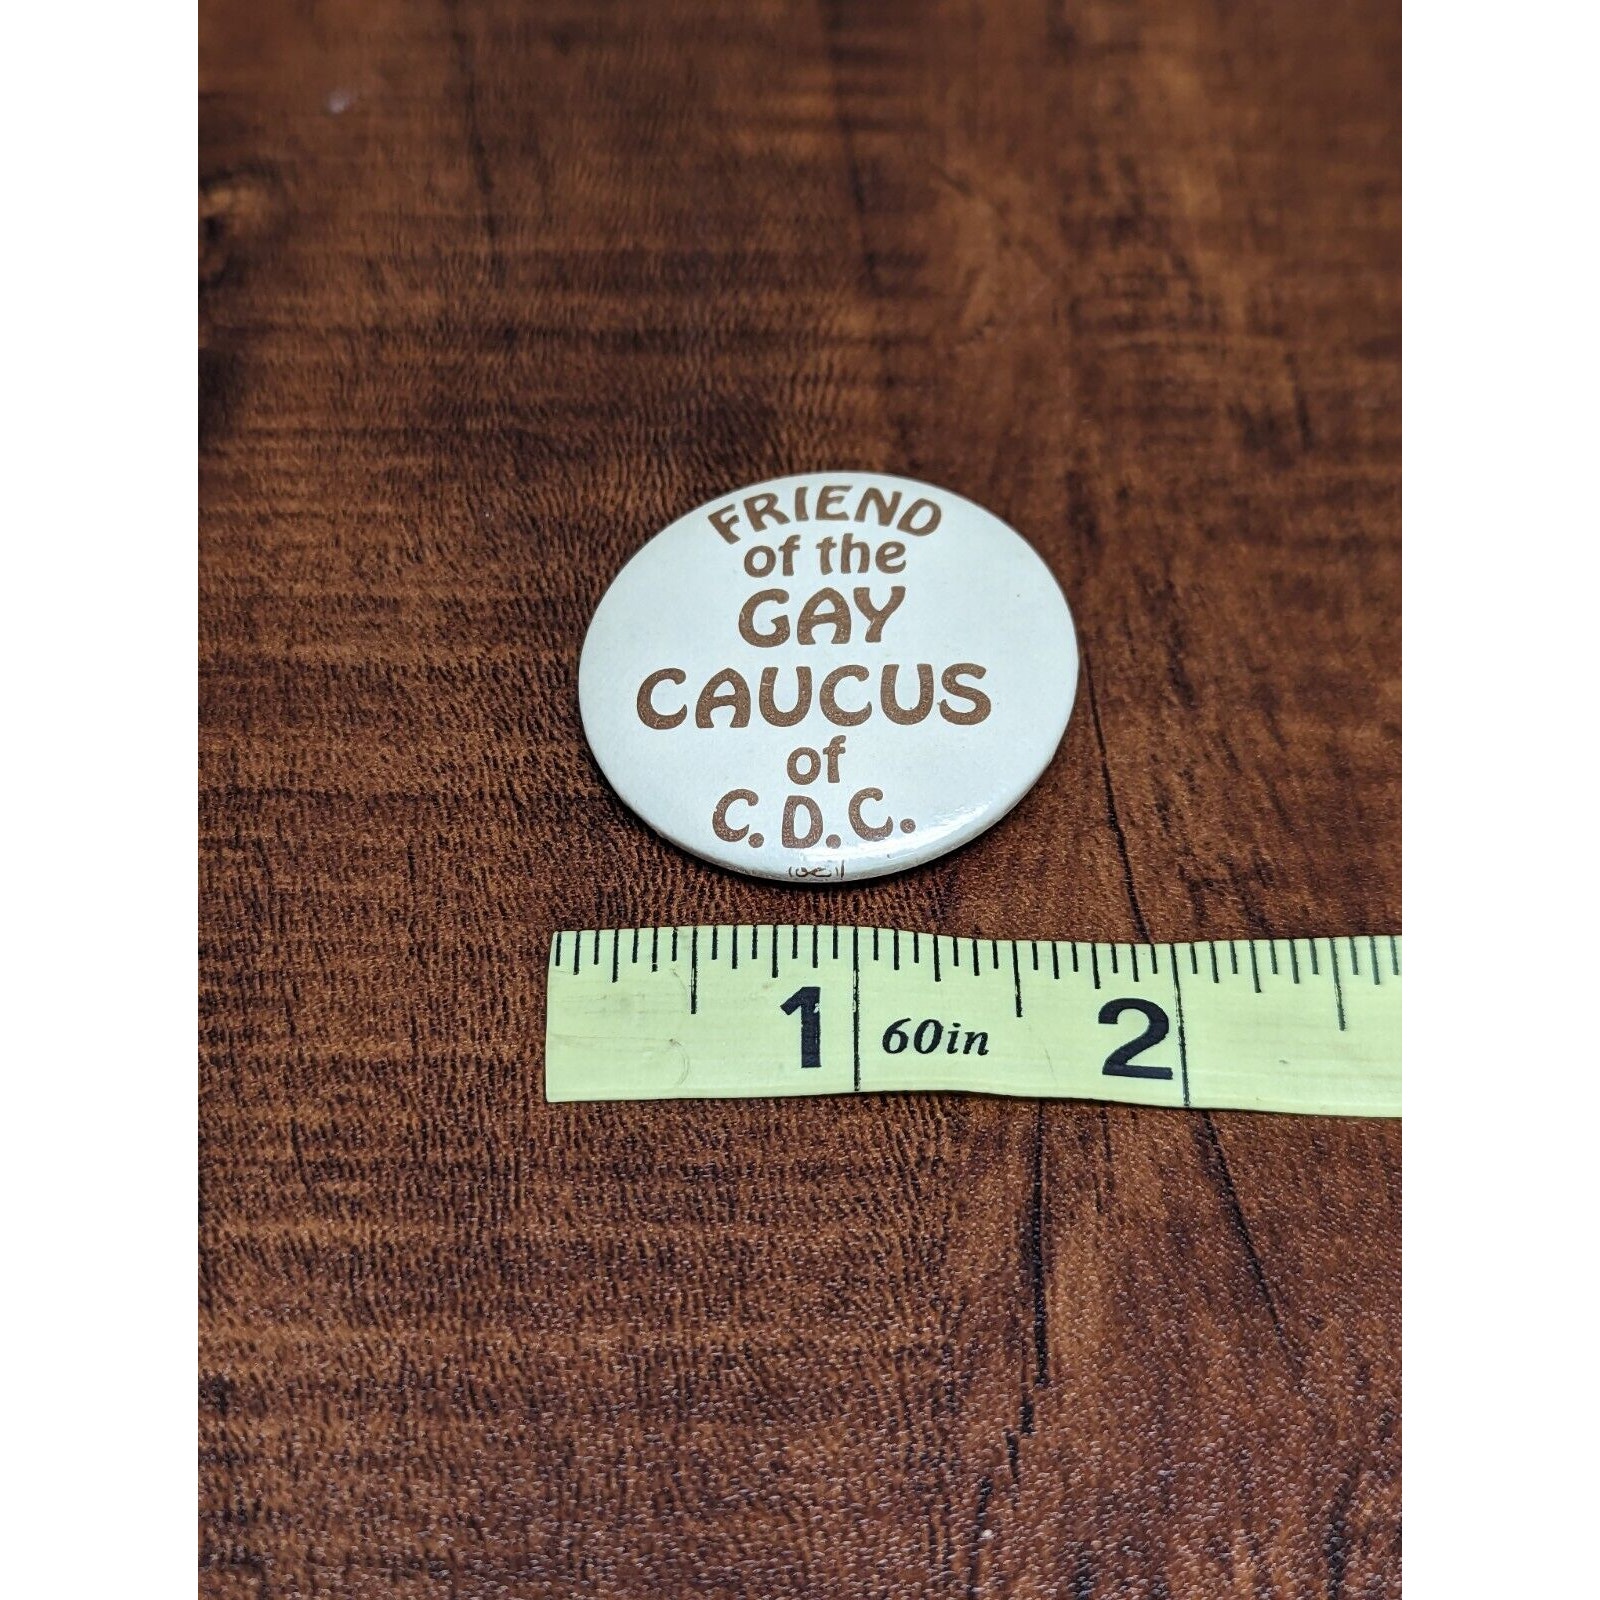 FRIEND
of the
GAY
CAUCUS
of
C.D.C.
1 60in 2